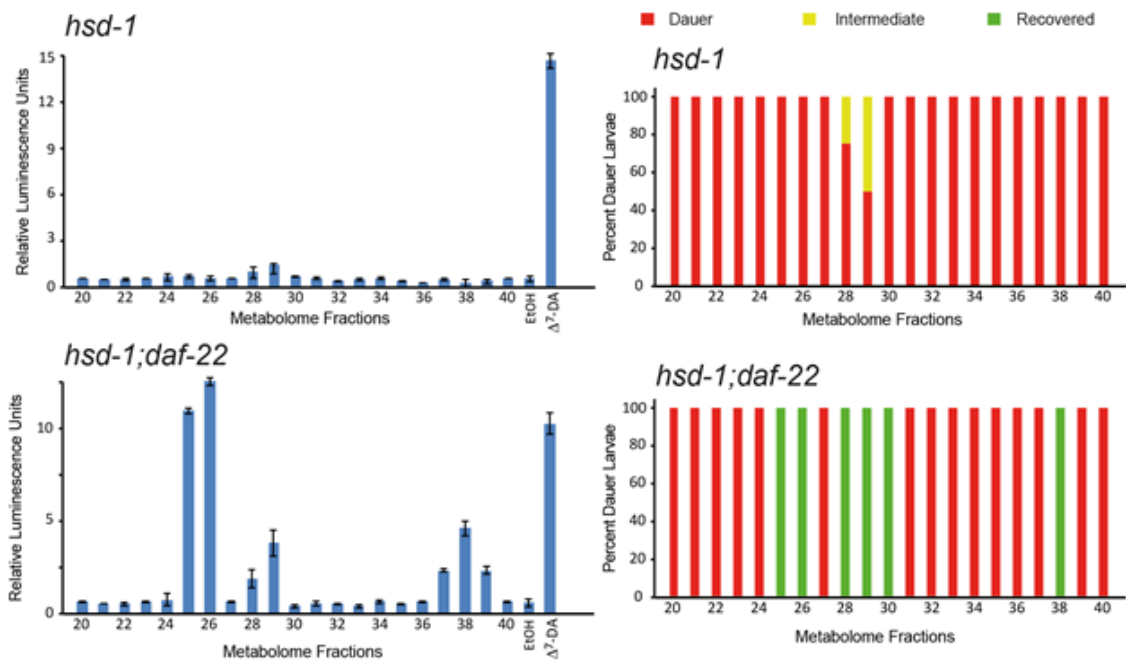 hsd-1
Relative Luminescence Units
15
12
9
6
3
0
20 22 24 26 28 30 32 34 36 38 40 EtOH Δ⁷-DA
Metabolome Fractions
Dauer Intermediate Recovered
hsd-1
Percent Dauer Larvae
100
80
60
40
20
0
20 22 24 26 28 30 32 34 36 38 40
Metabolome Fractions
hsd-1;daf-22
Relative Luminescence Units
10
5
0
20 22 24 26 28 30 32 34 36 38 40 EtOH Δ⁷-DA
Metabolome Fractions
hsd-1;daf-22
Percent Dauer Larvae
100
80
60
40
20
0
20 22 24 26 28 30 32 34 36 38 40
Metabolome Fractions